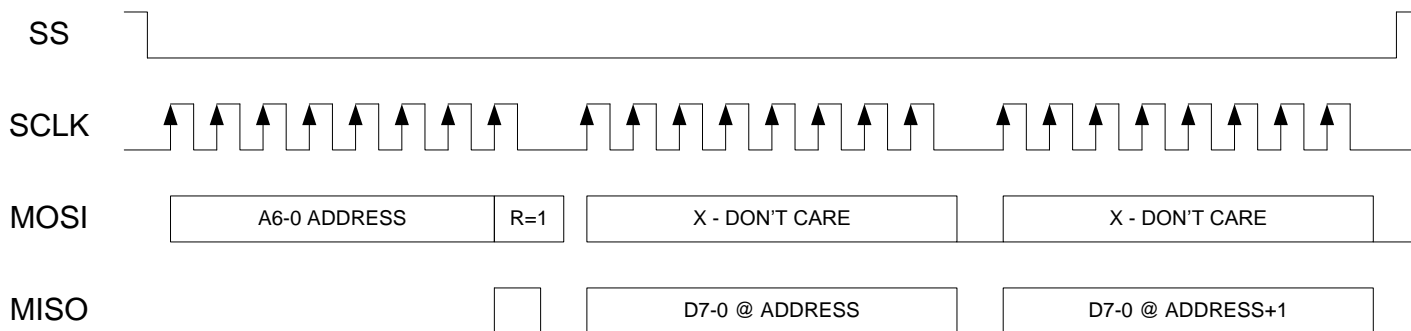 SS
SCLK
MOSI
A6-0 ADDRESS
R=1
X - DON'T CARE
X - DON'T CARE
MISO
D7-0 @ ADDRESS
D7-0 @ ADDRESS+1